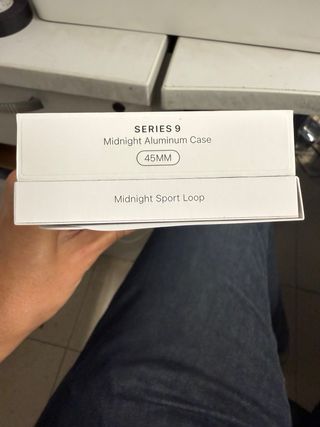 SERIES 9
Midnight Aluminum Case
45MM
Midnight Sport Loop